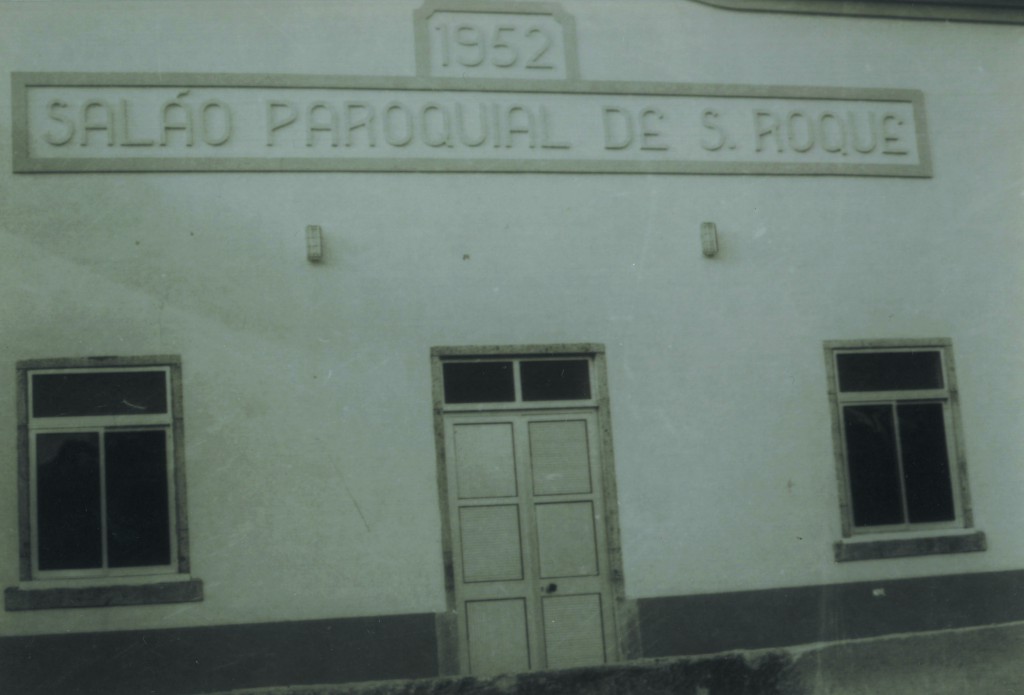 1952
SALÃO PAROQUIAL DE S. ROQUE